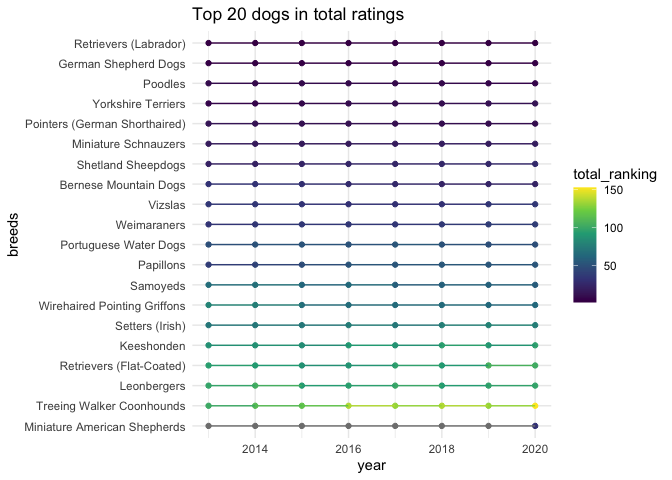 Top 20 dogs in total ratings
breeds
Retrievers (Labrador)
German Shepherd Dogs
Poodles
Yorkshire Terriers
Pointers (German Shorthaired)
Miniature Schnauzers
Shetland Sheepdogs
Bernese Mountain Dogs
Vizslas
Weimaraners
Portuguese Water Dogs
Papillons
Samoyeds
Wirehaired Pointing Griffons
Setters (Irish)
Keeshonden
Retrievers (Flat-Coated)
Leonbergers
Treeing Walker Coonhounds
Miniature American Shepherds
2014 2016 2018 2020
year
total_ranking
150
100
50